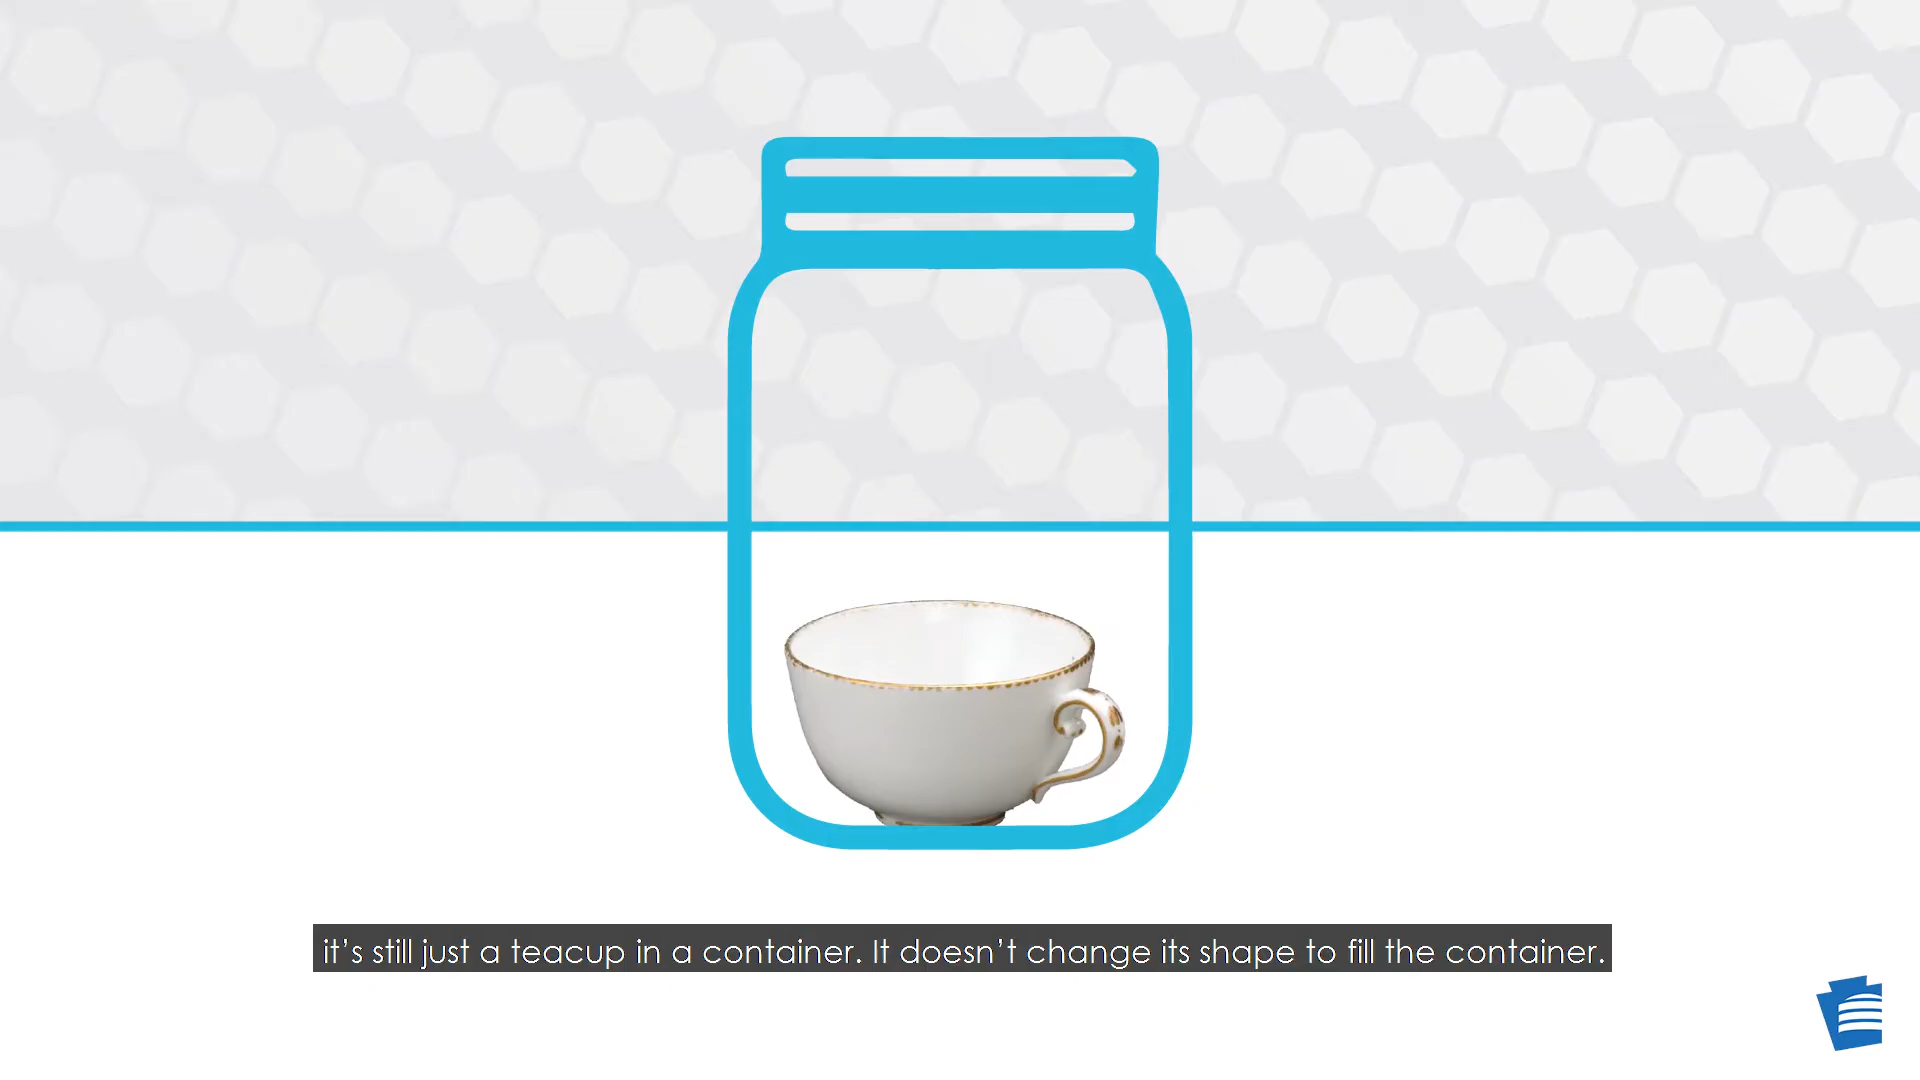 it’s still just a teacup in a container. It doesn’t change its shape to fill the container.